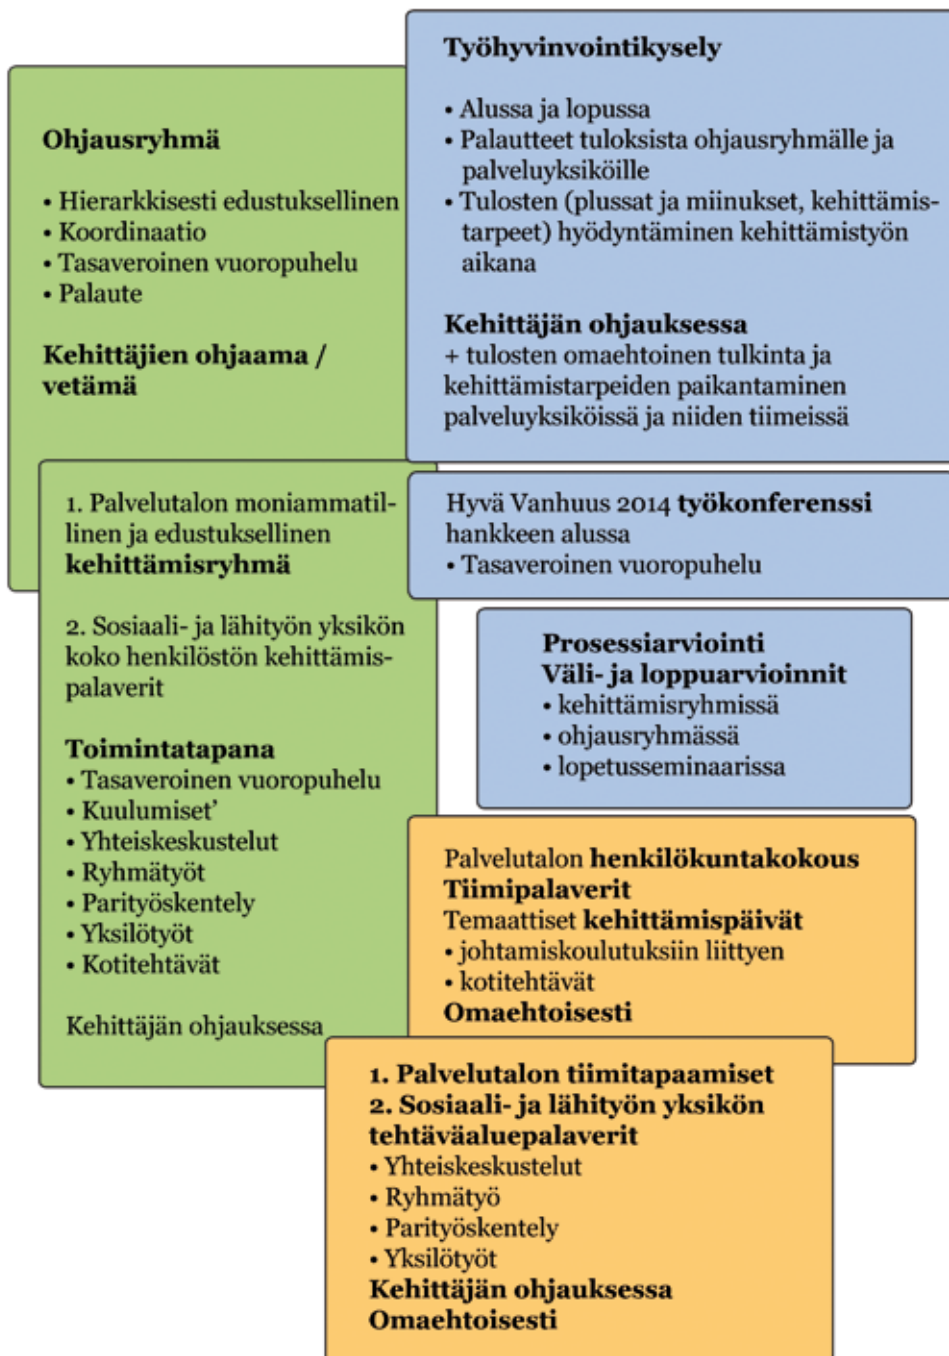 Ohjausryhmä
• Hierarkkisesti edustuksellinen
• Koordinaatio
• Tasaveroinen vuoropuhelu
• Palaute
Kehittäjien ohjaama /
vetämä
Työhyvinvointikysely
• Alussa ja lopussa
• Palautteet tuloksista ohjausryhmälle ja
palveluyksiköille
• Tulosten (plussat ja miinukset, kehittämis-
tarpeet) hyödyntäminen kehittämistyön
aikana
Kehittäjän ohjauksessa
+ tulosten omaehtoinen tulkinta ja
kehittämistarpeiden paikantaminen
palveluyksiköissä ja niiden tiimeissä
1. Palvelutalon moniammatil-
linen ja edustuksellinen
kehittämisryhmä
2. Sosiaali- ja lähityön yksikön
koko henkilöstön kehittämis-
palaverit
Toimintatapana
• Tasaveroinen vuoropuhelu
• Kuulumiset’
• Yhteiskeskustelut
• Ryhmätyöt
• Parityöskentely
• Yksilötyöt
• Kotitehtävät
Kehittäjän ohjauksessa
Hyvä Vanhuus 2014 työkonferenssi
hankkeen alussa
• Tasaveroinen vuoropuhelu
Prosessiarviointi
Väli- ja loppuarvioinnit
• kehittämisryhmissä
• ohjausryhmässä
• lopetusseminaarissa
Palvelutalon henkilökuntakokous
Tiimipalaverit
Temaattiset kehittämispäivät
• johtamiskoulutuksiin liittyen
• kotitehtävät
Omaehtoisesti
1. Palvelutalon tiimitapaamiset
2. Sosiaali- ja lähityön yksikön
tehtäväaluepalaverit
• Yhteiskeskustelut
• Ryhmätyö
• Parityöskentely
• Yksilötyöt
Kehittäjän ohjauksessa
Omaehtoisesti